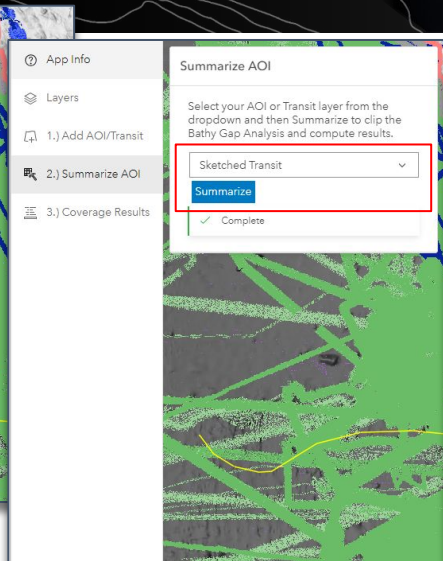 App Info
Layers
1.) Add AOI/Transit
2.) Summarize AOI
3.) Coverage Results
Summarize AOI
Select your AOI or Transit layer from the
dropdown and then Summarize to clip the
Bathy Gap Analysis and compute results.
Sketched Transit
Summarize
Complete